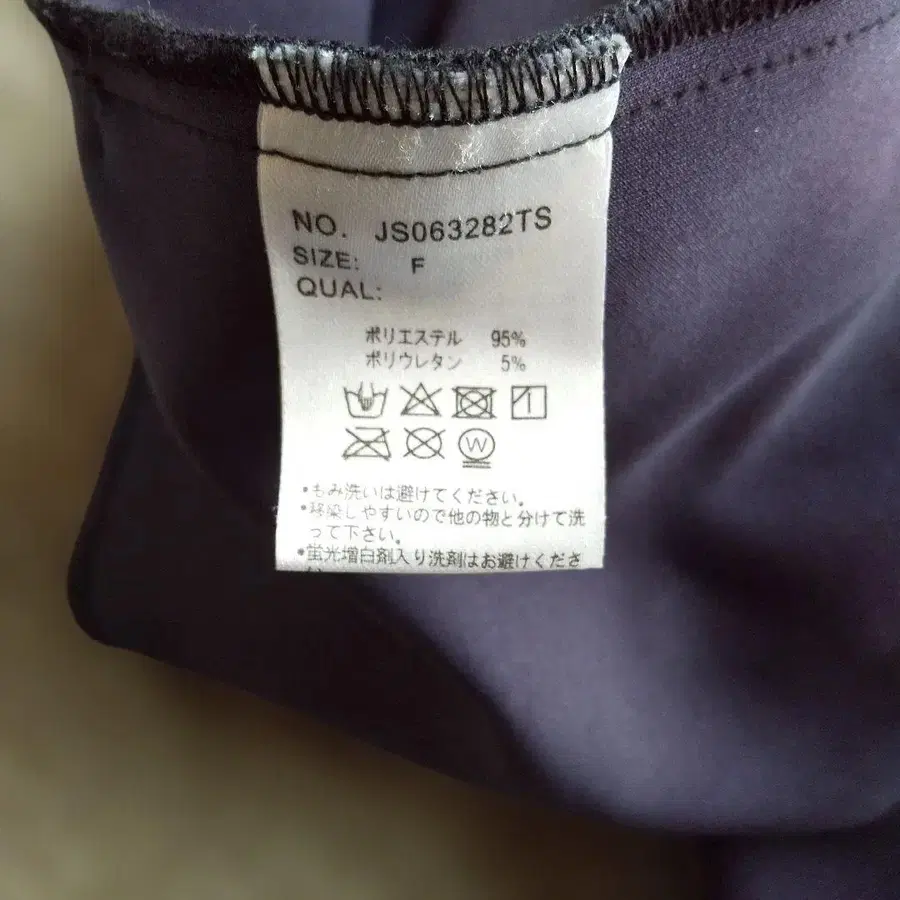 NO. JS063282TS
SIZE: F
QUAL:
ポリエステル 95%
ポリウレタン 5%
W
•もみ洗いは避けてください。
•移染しやすいので他の物と分けて洗
って下さい。
•蛍光増白剤入り洗剤はお避けくださ